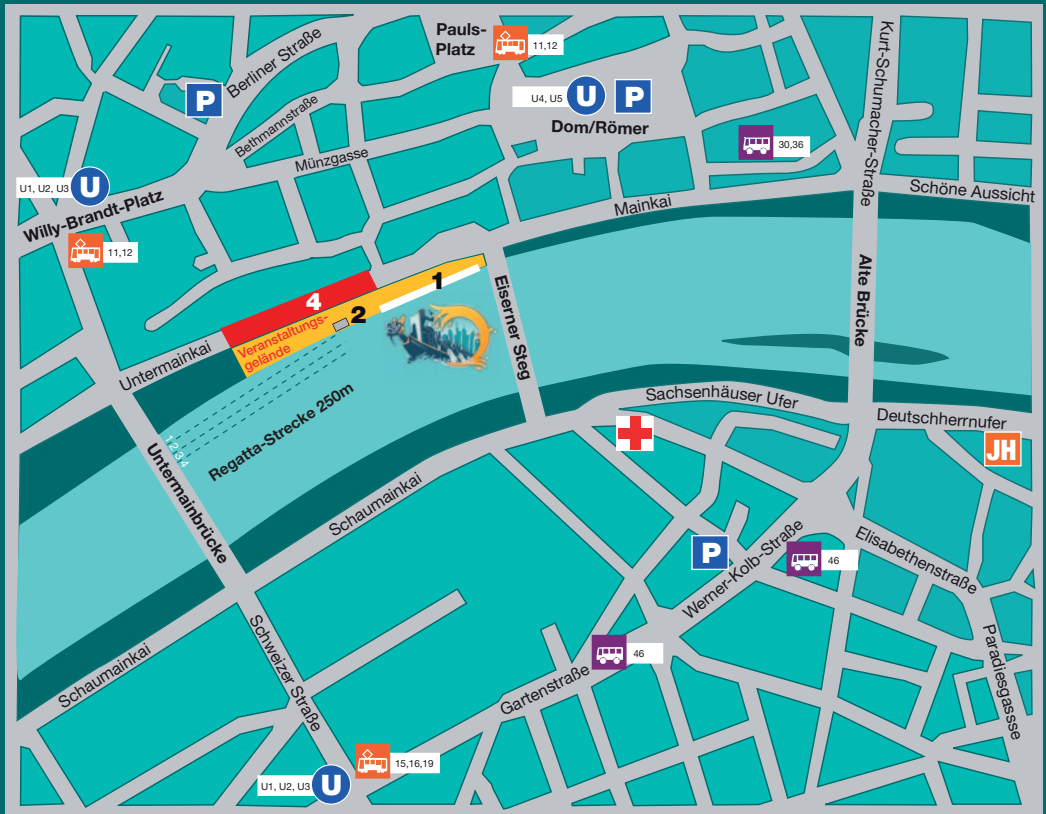 Pauls-
Platz
11,12
Berliner Straße
P
U4, U5
U
P
Dom/Römer
Bethmannstraße
Kurt-Schumacher-Straße
30,36
Münzgasse
U1, U2, U3
U
Willy-Brandt-Platz
Schöne Aussicht
Mainkai
11,12
4
1
2
Veranstaltungs-
gelände
Eiserner Steg
Alte Brücke
Untermainkai
1 2 3 4
Regatta-Strecke 250m
Untermainbrücke
Sachsenhäuser Ufer
Deutschherrnufer
JH
Schaumainkai
P
Werner-Kolb-Straße
46
Elisabethenstraße
Schweizer Straße
46
Paradiesgassse
Schaumainkai
Gartenstraße
15,16,19
U1, U2, U3
U